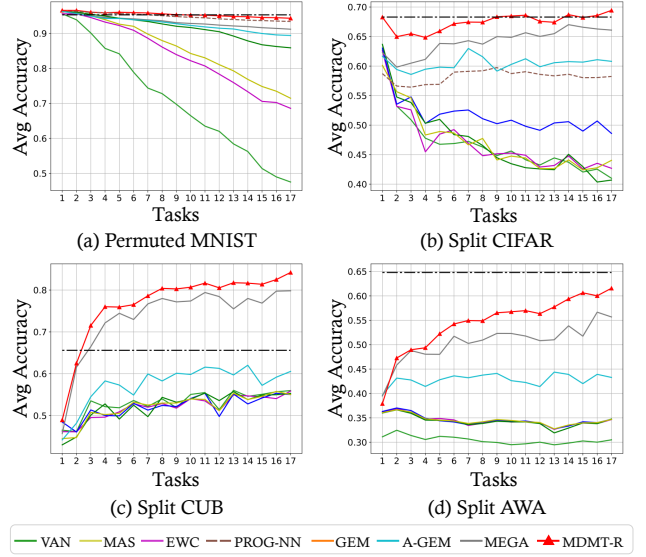 Avg Accuracy
0.9
0.8
0.7
0.6
0.5
1 2 3 4 5 6 7 8 9 10 11 12 13 14 15 16 17
Tasks
(a) Permuted MNIST
Avg Accuracy
0.70
0.65
0.60
0.55
0.50
0.45
0.40
1 2 3 4 5 6 7 8 9 10 11 12 13 14 15 16 17
Tasks
(b) Split CIFAR
Avg Accuracy
0.8
0.7
0.6
0.5
1 2 3 4 5 6 7 8 9 10 11 12 13 14 15 16 17
Tasks
(c) Split CUB
Avg Accuracy
0.65
0.60
0.55
0.50
0.45
0.40
0.35
0.30
1 2 3 4 5 6 7 8 9 10 11 12 13 14 15 16 17
Tasks
(d) Split AWA
VAN MAS EWC PROG-NN GEM A-GEM MEGA MDMT-R